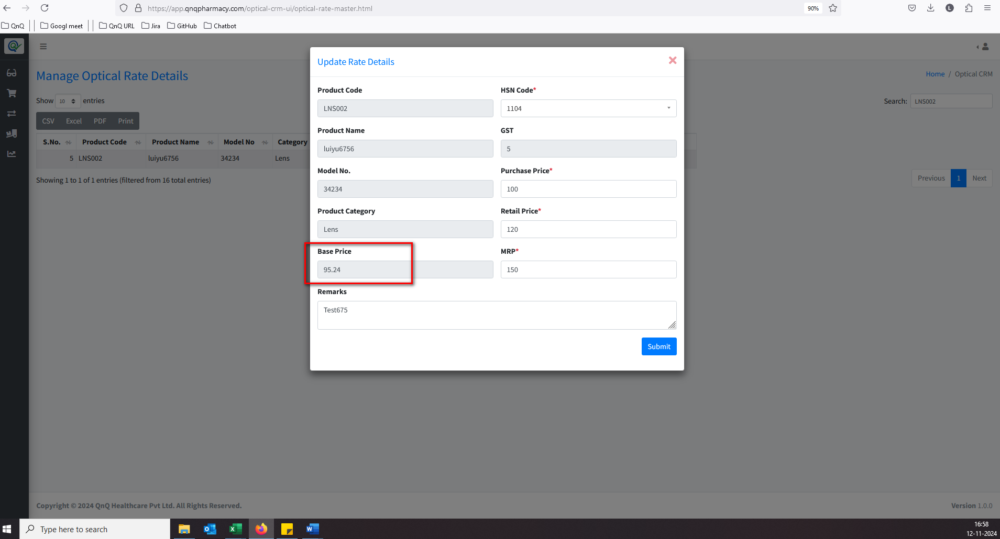 https://app.qnqpharmacy.com/optical-crm-ui/optical-rate-master.html 90% L
QnQ Googl meet QnQ URL Jira GitHub Chatbot
Manage Optical Rate Details
Home / Optical CRM
Show 10 entries
Search: LNS002
CSV Excel PDF Print
S.No. Product Code Product Name Model No Category
5 LNS002 luiyu6756 34234 Lens
Showing 1 to 1 of 1 entries (filtered from 16 total entries)
Previous 1 Next
Update Rate Details
Product Code HSN Code*
LNS002 1104
Product Name GST
luiyu6756 5
Model No. Purchase Price*
34234 100
Product Category Retail Price*
Lens 120
Base Price MRP*
95.24 150
Remarks
Test675
Submit
Copyright © 2024 QnQ Healthcare Pvt Ltd. All Rights Reserved. Version 1.0.0
Type here to search
16:58
12-11-2024